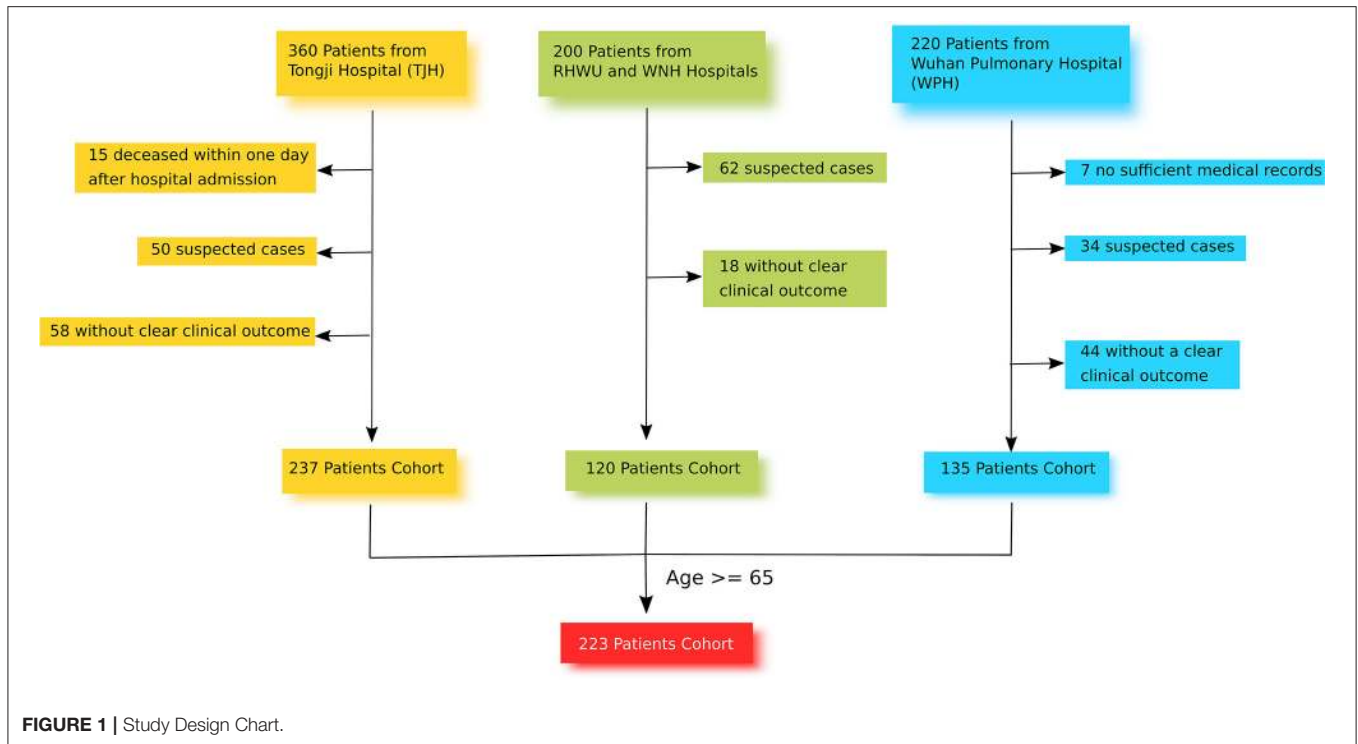 360 Patients from
Tongji Hospital (TJH)
200 Patients from
RHWU and WNH Hospitals
220 Patients from
Wuhan Pulmonary Hospital
(WPH)
15 deceased within one day
after hospital admission
62 suspected cases
7 no sufficient medical records
50 suspected cases
34 suspected cases
18 without clear
clinical outcome
58 without clear clinical outcome
44 without a clear
clinical outcome
237 Patients Cohort
120 Patients Cohort
135 Patients Cohort
Age >= 65
223 Patients Cohort
FIGURE 1 | Study Design Chart.